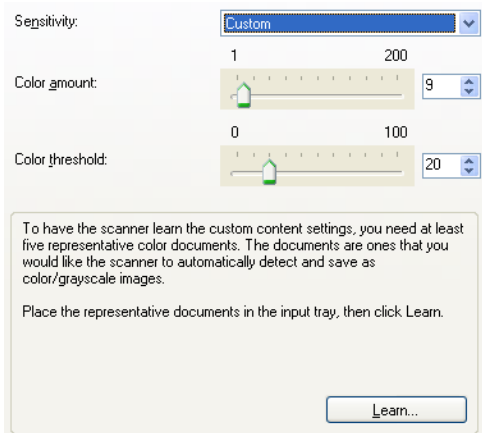 Sensitivity: Custom
1 200
Color amount: 9
0 100
Color threshold: 20
To have the scanner learn the custom content settings, you need at least
five representative color documents. The documents are ones that you
would like the scanner to automatically detect and save as
color/grayscale images.
Place the representative documents in the input tray, then click Learn.
Learn...